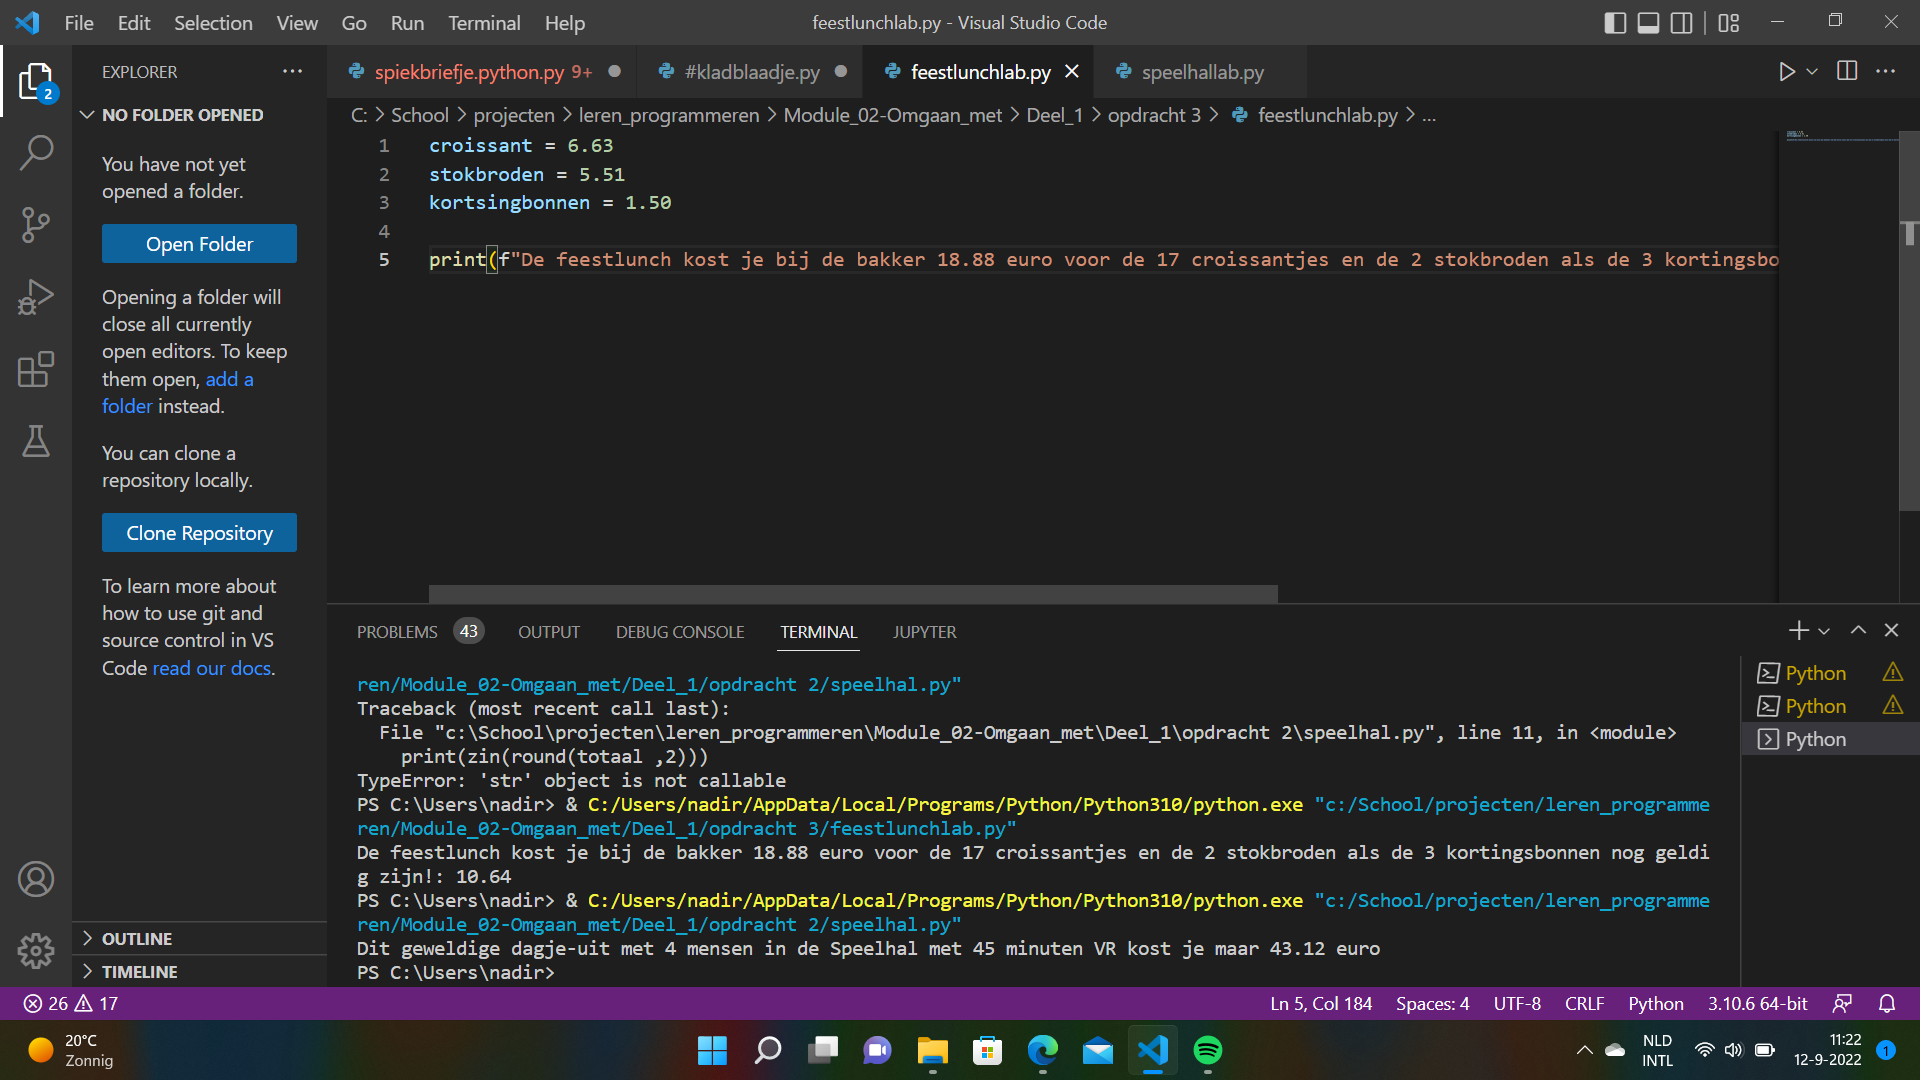 File Edit Selection View Go Run Terminal Help
feestlunchlab.py - Visual Studio Code
EXPLORER
spiekbriefje.python.py 9+
#kladblaadje.py
feestlunchlab.py
speelhallab.py
2
NO FOLDER OPENED
C: > School > projecten > leren_programmeren > Module_02-Omgaan_met > Deel_1 > opdracht 3 > feestlunchlab.py > ...
You have not yet
opened a folder.
Open Folder
Opening a folder will
close all currently
open editors. To keep
them open, add a
folder instead.
You can clone a
repository locally.
Clone Repository
To learn more about
how to use git and
source control in VS
Code read our docs.
OUTLINE
TIMELINE
1 croissant = 6.63
2 stokbroden = 5.51
3 kortsingbonnen = 1.50
4
5 print(f"De feestlunch kost je bij de bakker 18.88 euro voor de 17 croissantjes en de 2 stokbroden als de 3 kortingsbo
PROBLEMS 43 OUTPUT DEBUG CONSOLE TERMINAL JUPYTER
ren/Module_02-Omgaan_met/Deel_1/opdracht 2/speelhal.py"
Traceback (most recent call last):
File "c:\School\projecten\leren_programmeren\Module_02-Omgaan_met\Deel_1\opdracht 2\speelhal.py", line 11, in <module>
print(zin(round(totaal ,2)))
TypeError: 'str' object is not callable
PS C:\Users\nadir> & C:/Users/nadir/AppData/Local/Programs/Python/Python310/python.exe "c:/School/projecten/leren_programme
ren/Module_02-Omgaan_met/Deel_1/opdracht 3/feestlunchlab.py"
De feestlunch kost je bij de bakker 18.88 euro voor de 17 croissantjes en de 2 stokbroden als de 3 kortingsbonnen nog geldi
g zijn!: 10.64
PS C:\Users\nadir> & C:/Users/nadir/AppData/Local/Programs/Python/Python310/python.exe "c:/School/projecten/leren_programme
ren/Module_02-Omgaan_met/Deel_1/opdracht 2/speelhal.py"
Dit geweldige dagje-uit met 4 mensen in de Speelhal met 45 minuten VR kost je maar 43.12 euro
PS C:\Users\nadir>
Python
Python
Python
26 17
Ln 5, Col 184 Spaces: 4 UTF-8 CRLF Python 3.10.6 64-bit
20°C
Zonnig
NLD
INTL
11:22
12-9-2022
1